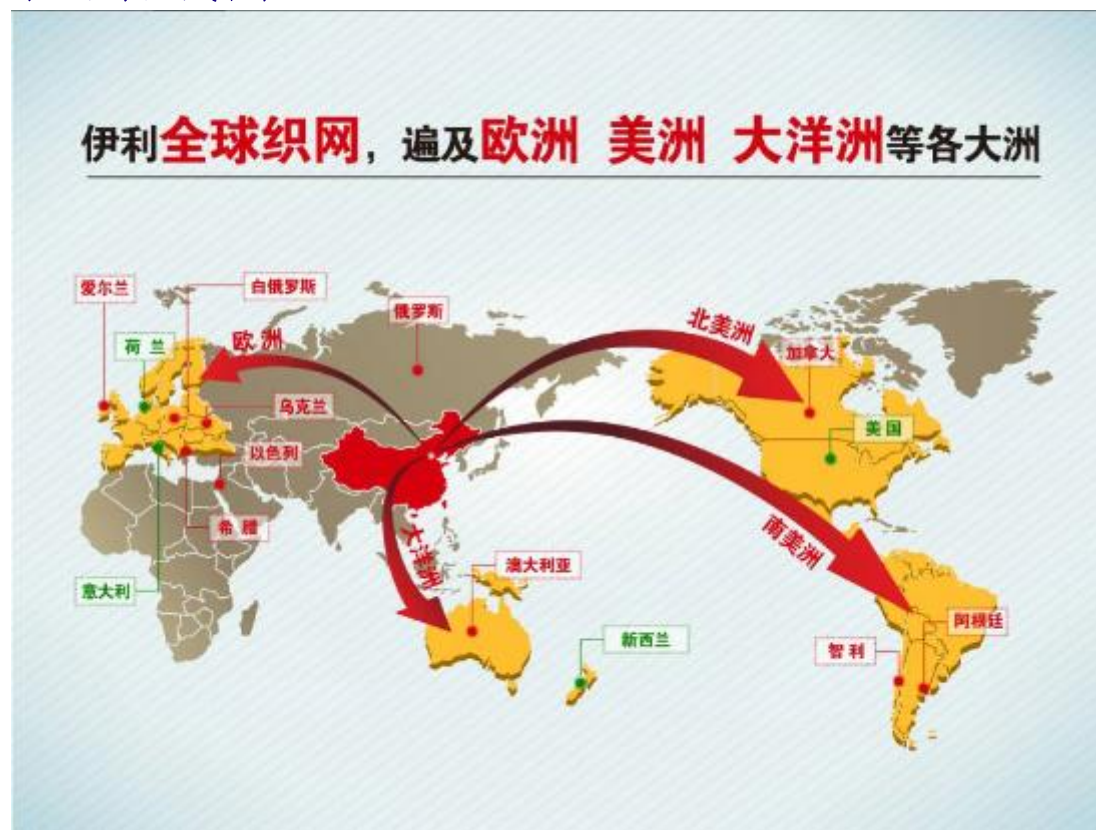 伊利全球织网，遍及欧洲 美洲 大洋洲等各大洲
爱尔兰
白俄罗斯
俄罗斯
北美洲
荷兰
欧洲
加拿大
乌克兰
美国
以色列
希腊
南美洲
大洋洲
意大利
澳大利亚
阿根廷
新西兰
智利